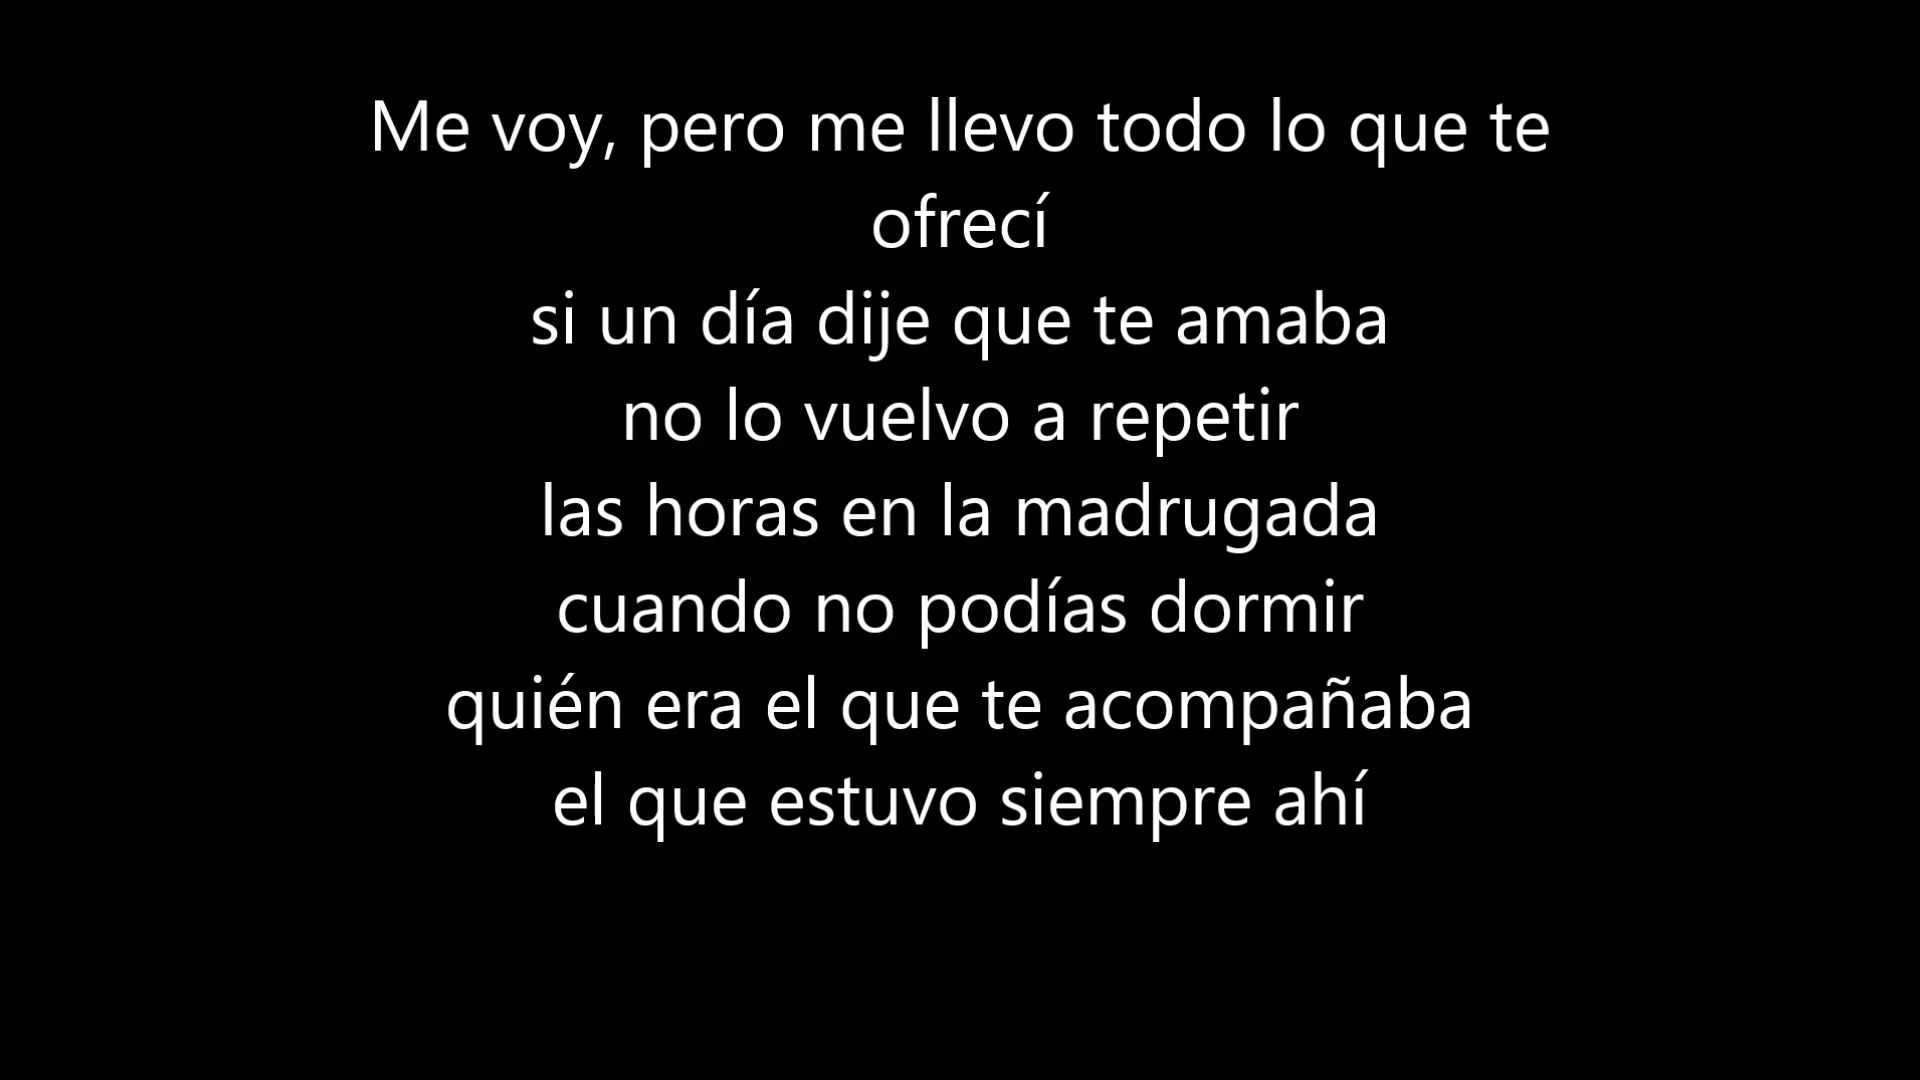 Me voy, pero me llevo todo lo que te
ofrecí
si un día dije que te amaba
no lo vuelvo a repetir
las horas en la madrugada
cuando no podías dormir
quién era el que te acompañaba
el que estuvo siempre ahí